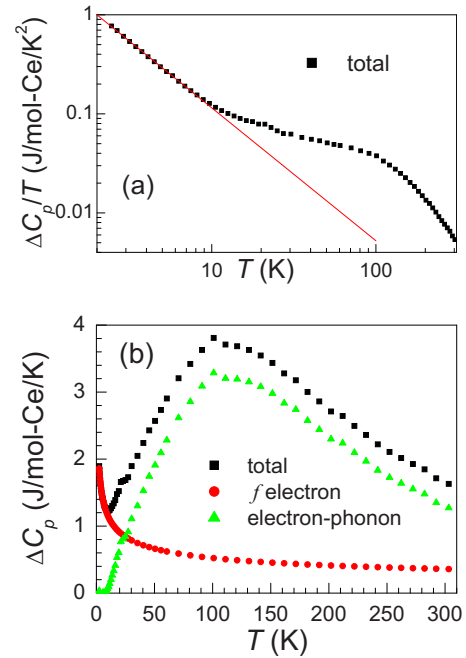 1
0.1
0.01
ΔC_p/T (J/mol-Ce/K²)
total
(a)
10 100
T (K)
4
3
2
1
0
ΔC_p (J/mol-Ce/K)
(b)
total
f electron
electron-phonon
0 50 100 150 200 250 300
T (K)